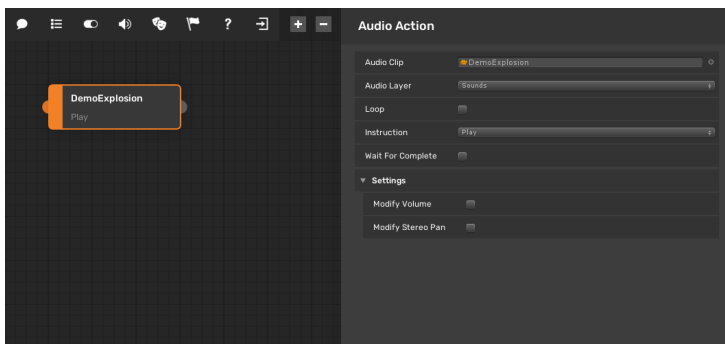 ?
Audio Action
DemoExplosion
Play
Audio Clip
DemoExplosion
Audio Layer
Sounds
Loop
Instruction
Play
Wait For Complete
Settings
Modify Volume
Modify Stereo Pan